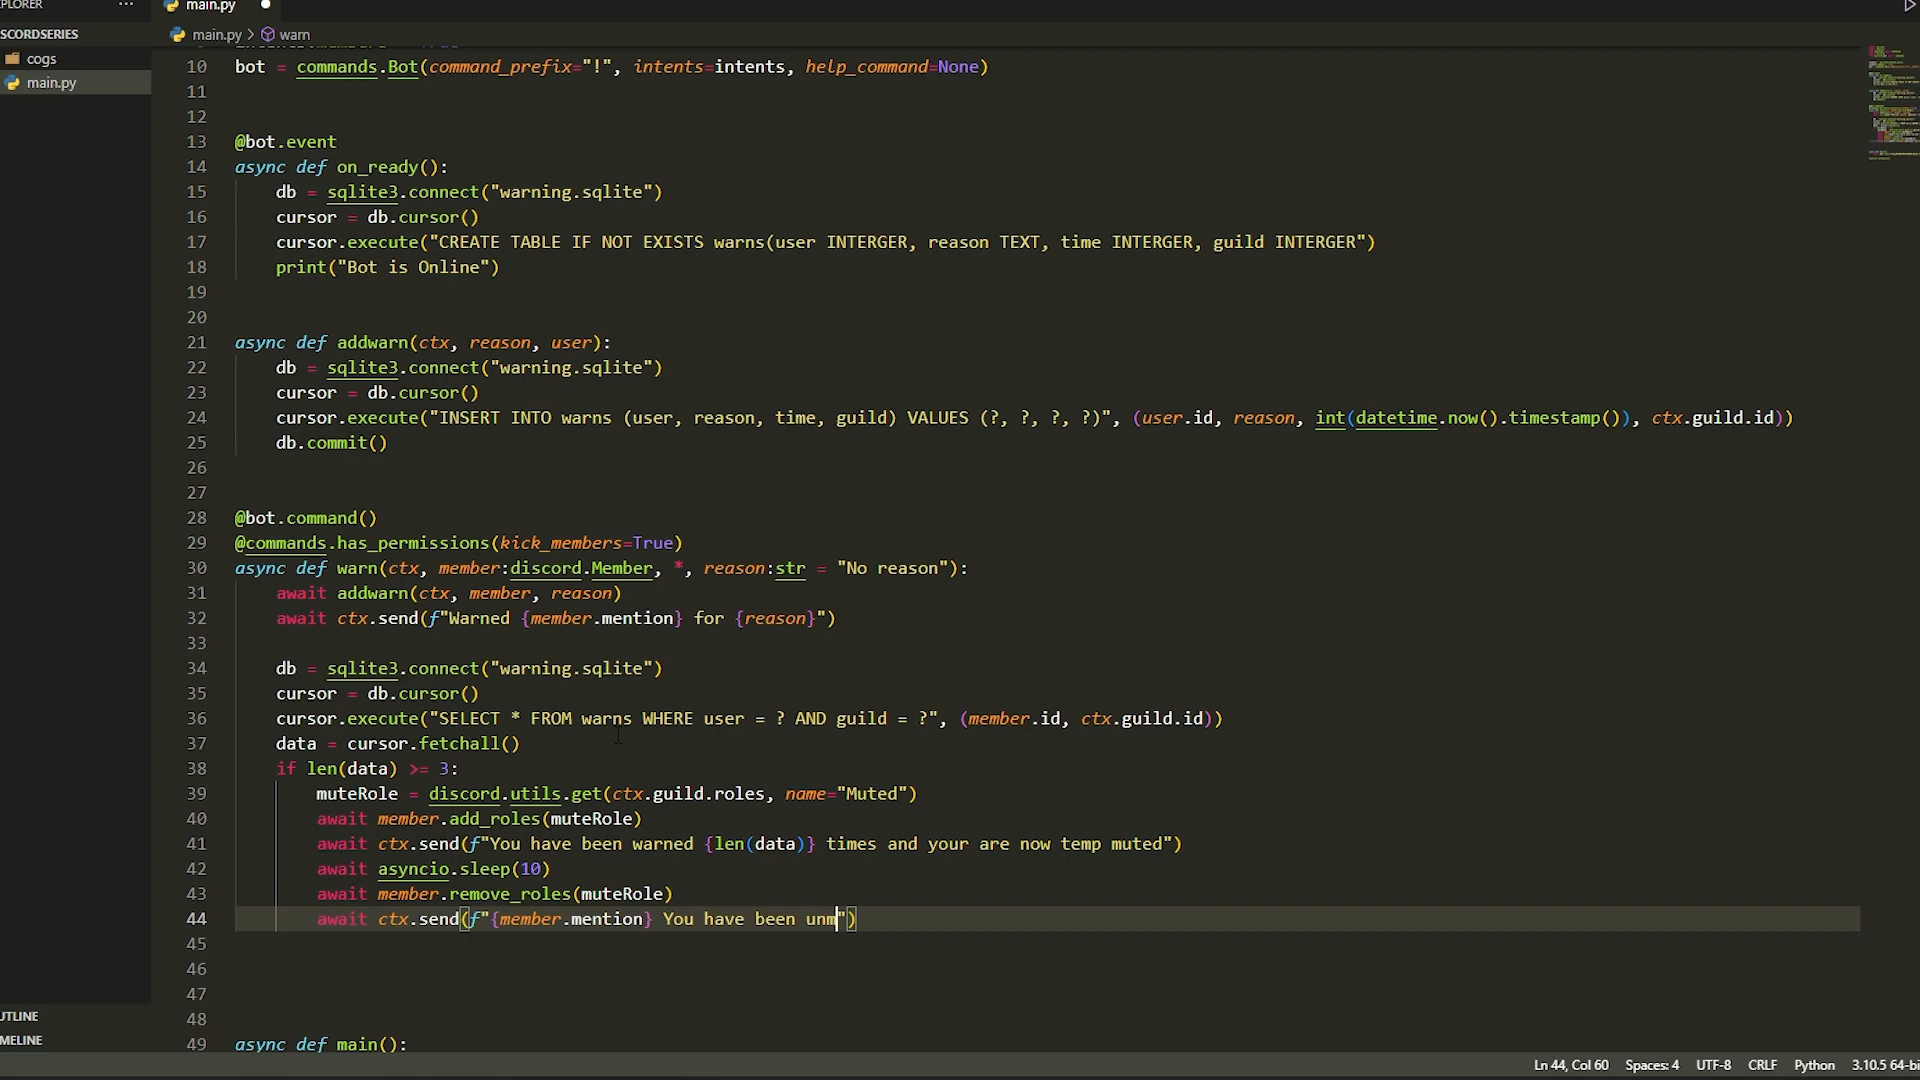 PLORER ··· main.py
SCORDSERIES main.py > warn
cogs
main.py
10 bot = commands.Bot(command_prefix="!", intents=intents, help_command=None)
11
12
13 @bot.event
14 async def on_ready():
15 db = sqlite3.connect("warning.sqlite")
16 cursor = db.cursor()
17 cursor.execute("CREATE TABLE IF NOT EXISTS warns(user INTERGER, reason TEXT, time INTERGER, guild INTERGER")
18 print("Bot is Online")
19
20
21 async def addwarn(ctx, reason, user):
22 db = sqlite3.connect("warning.sqlite")
23 cursor = db.cursor()
24 cursor.execute("INSERT INTO warns (user, reason, time, guild) VALUES (?, ?, ?, ?)", (user.id, reason, int(datetime.now().timestamp()), ctx.guild.id))
25 db.commit()
26
27
28 @bot.command()
29 @commands.has_permissions(kick_members=True)
30 async def warn(ctx, member:discord.Member, *, reason:str = "No reason"):
31 await addwarn(ctx, member, reason)
32 await ctx.send(f"Warned {member.mention} for {reason}")
33
34 db = sqlite3.connect("warning.sqlite")
35 cursor = db.cursor()
36 cursor.execute("SELECT * FROM warns WHERE user = ? AND guild = ?", (member.id, ctx.guild.id))
37 data = cursor.fetchall()
38 if len(data) >= 3:
39 muteRole = discord.utils.get(ctx.guild.roles, name="Muted")
40 await member.add_roles(muteRole)
41 await ctx.send(f"You have been warned {len(data)} times and your are now temp muted")
42 await asyncio.sleep(10)
43 await member.remove_roles(muteRole)
44 await ctx.send(f"{member.mention} You have been unm")
45
46
47
48
49 async def main():
UTLINE
MELINE
Ln 44, Col 60 Spaces: 4 UTF-8 CRLF Python 3.10.5 64-bi